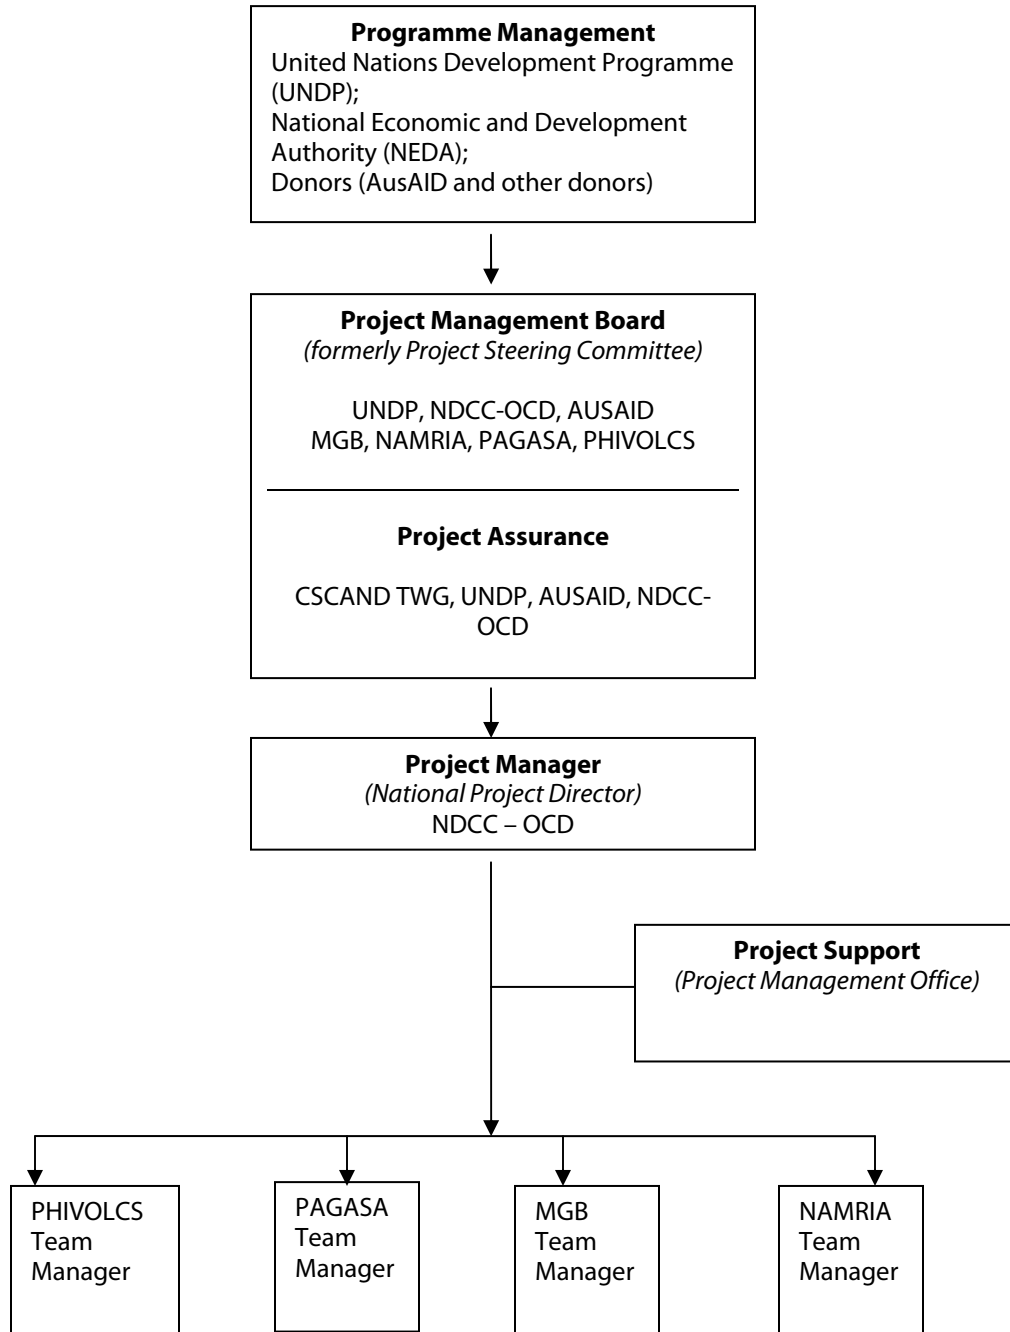 Programme Management
United Nations Development Programme
(UNDP);
National Economic and Development
Authority (NEDA);
Donors (AusAID and other donors)
Project Management Board
(formerly Project Steering Committee)
UNDP, NDCC-OCD, AUSAID
MGB, NAMRIA, PAGASA, PHIVOLCS
Project Assurance
CSCAND TWG, UNDP, AUSAID, NDCC-
OCD
Project Manager
(National Project Director)
NDCC – OCD
Project Support
(Project Management Office)
PHIVOLCS
Team
Manager
PAGASA
Team
Manager
MGB
Team
Manager
NAMRIA
Team
Manager